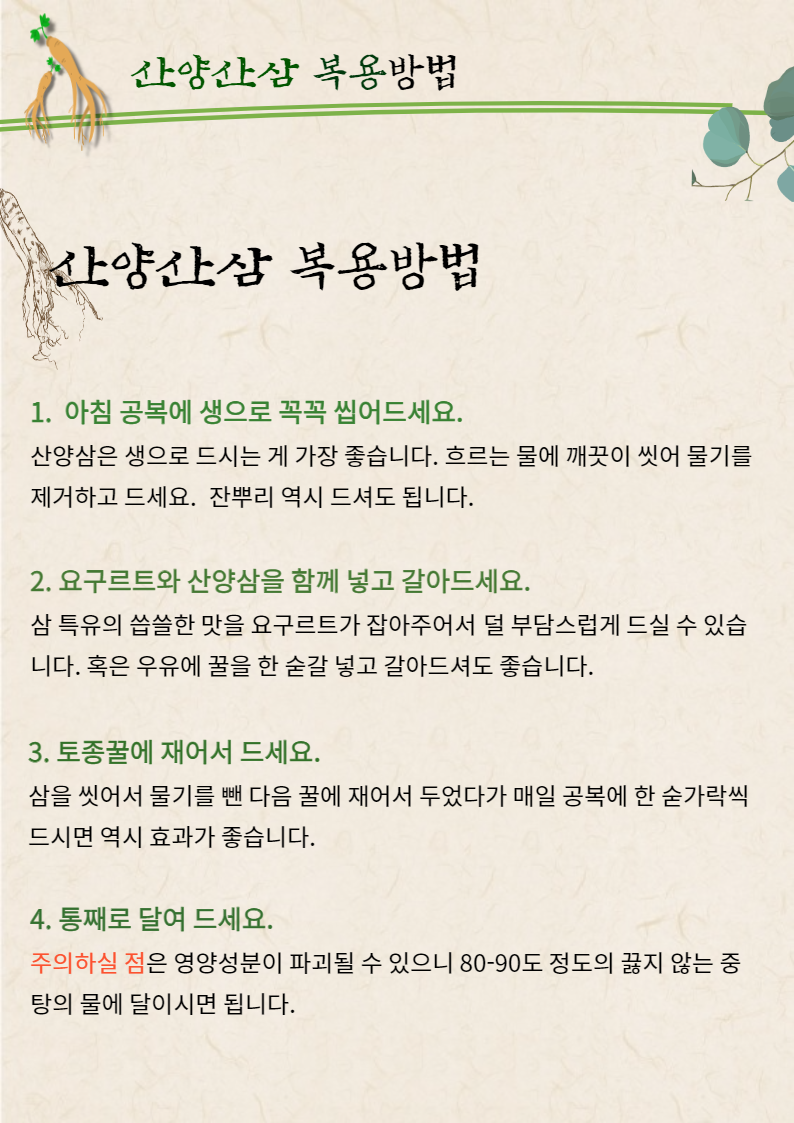 산양산삼 복용방법
산양산삼 복용방법
1. 아침 공복에 생으로 꼭꼭 씹어드세요.
산양삼은 생으로 드시는 게 가장 좋습니다. 흐르는 물에 깨끗이 씻어 물기를
제거하고 드세요. 잔뿌리 역시 드셔도 됩니다.
2. 요구르트와 산양삼을 함께 넣고 갈아드세요.
삼 특유의 씁쓸한 맛을 요구르트가 잡아주어서 덜 부담스럽게 드실 수 있습
니다. 혹은 우유에 꿀을 한 숟갈 넣고 갈아드셔도 좋습니다.
3. 토종꿀에 재어서 드세요.
삼을 씻어서 물기를 뺀 다음 꿀에 재어서 두었다가 매일 공복에 한 숟가락씩
드시면 역시 효과가 좋습니다.
4. 통째로 달여 드세요.
주의하실 점은 영양성분이 파괴될 수 있으니 80-90도 정도의 끓지 않는 중
탕의 물에 달이시면 됩니다.